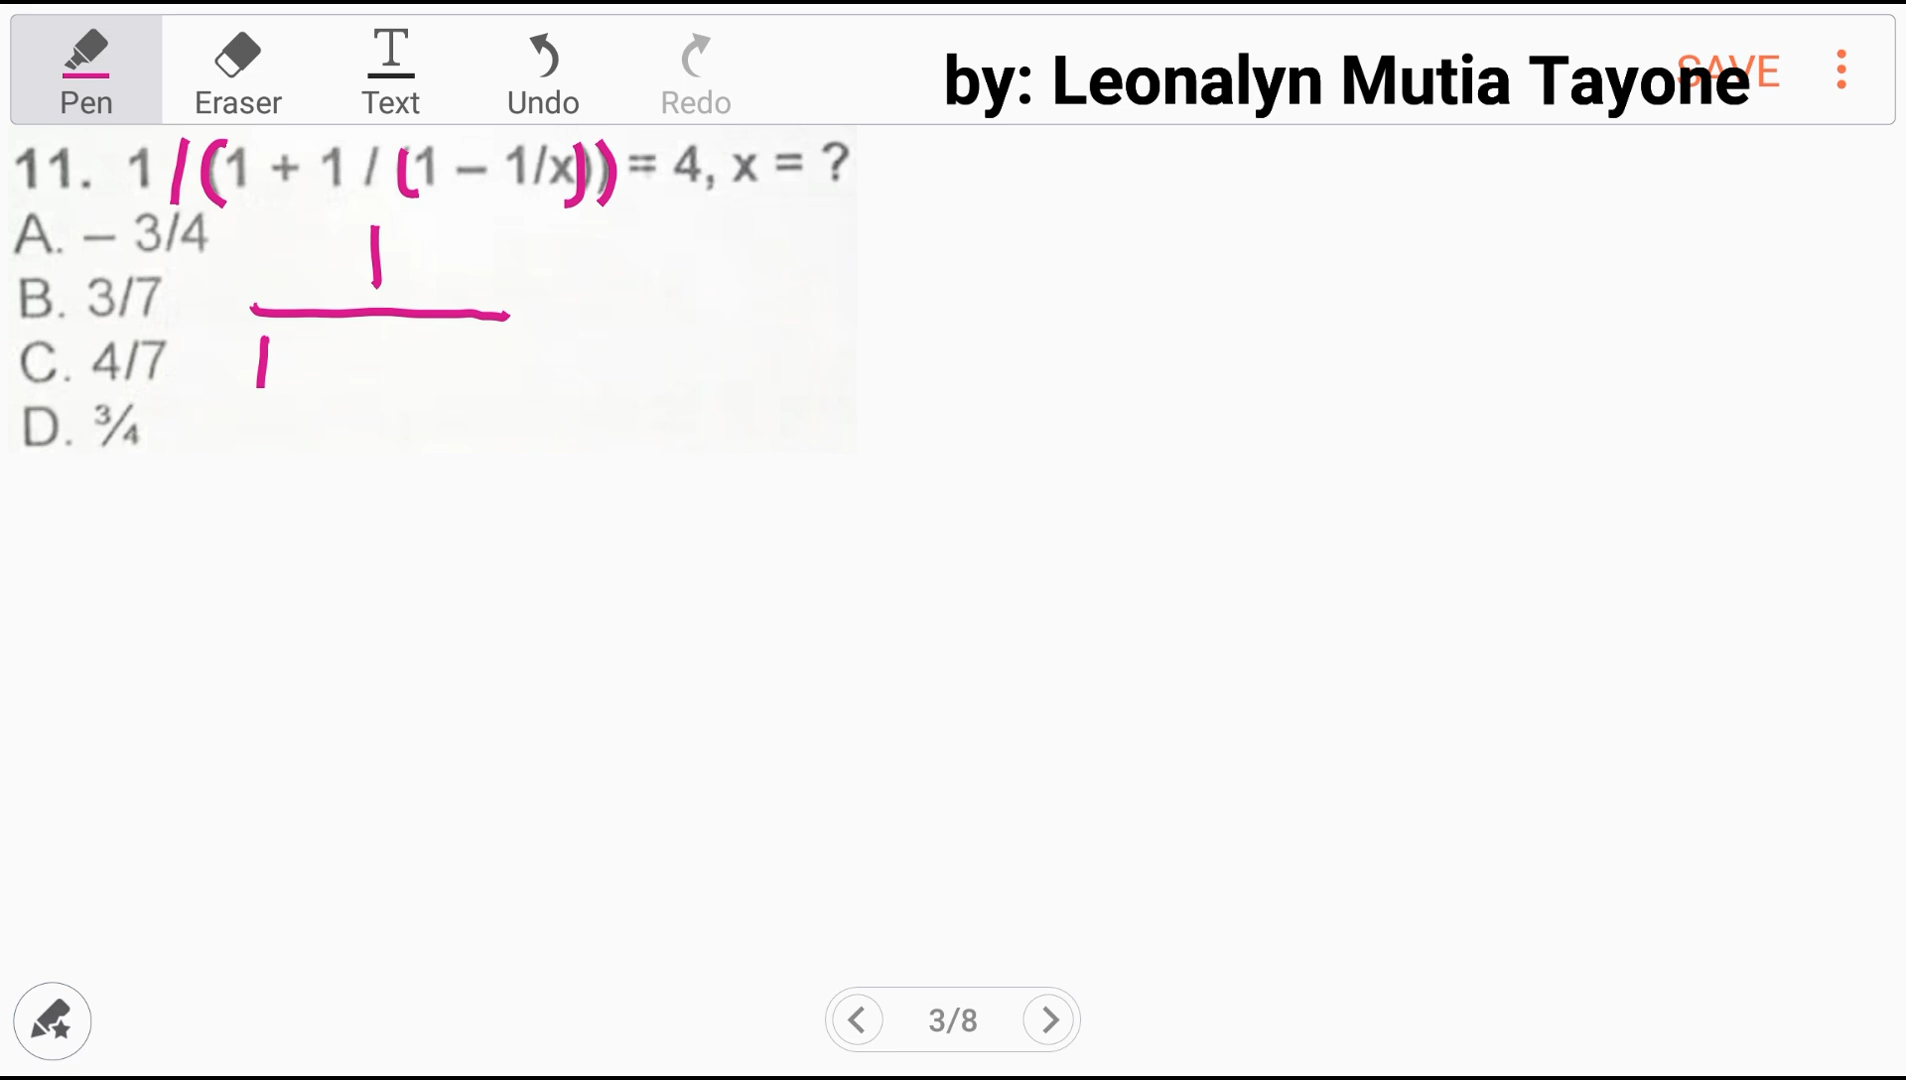 Pen Eraser Text Undo Redo SAVE
by: Leonalyn Mutia Tayone
11. 1 /(1 + 1 / (1 – 1/x)) = 4, x = ?
A. – 3/4
1
B. 3/7
C. 4/7
1
D. ¾
3/8